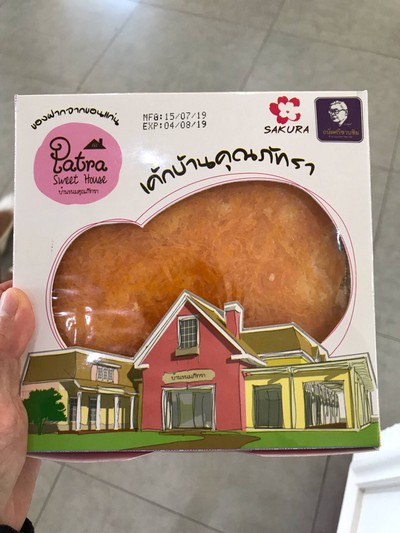 ของฝากจากขอนแก่น
MFG:15/07/19
EXP:04/08/19
SAKURA
Patra
Sweet House
บ้านขนมคุณภัทรา
เค้กบ้านคุณภัทรา
บ้านขนมภัทรา